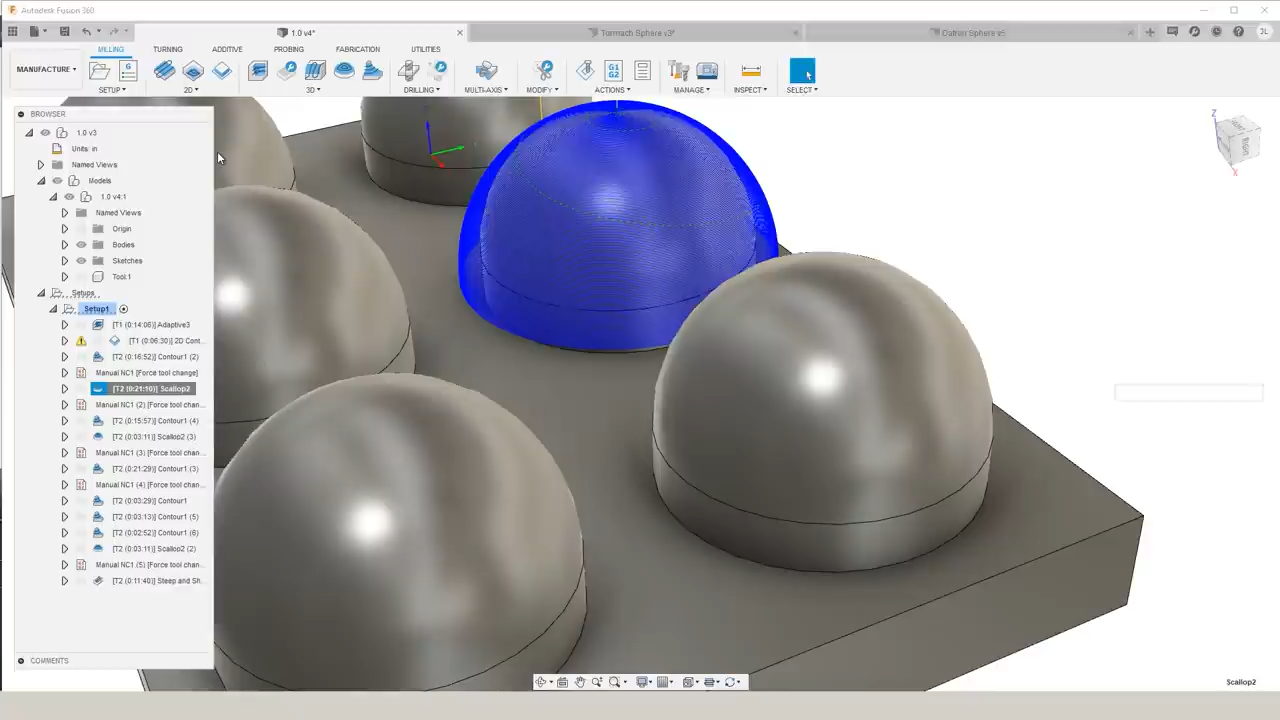 Autodesk Fusion 360
1.0 v4*
Tormach Sphere v3*
Datron Sphere v5
JL
MILLING
TURNING
ADDITIVE
PROBING
FABRICATION
UTILITIES
MANUFACTURE
G1
G2
SETUP
2D
3D
DRILLING
MULTI-AXIS
MODIFY
ACTIONS
MANAGE
INSPECT
SELECT
BROWSER
1.0 v3
Units: in
Named Views
Models
1.0 v4:1
Named Views
Origin
Bodies
Sketches
Tool:1
Setups
Setup1
[T1 (0:14:06)] Adaptive3
[T1 (0:06:30)] 2D Cont...
[T2 (0:16:52)] Contour1 (2)
Manual NC1 [Force tool change]
[T2 (0:21:10)] Scallop2
Manual NC1 (2) [Force tool chan...
[T2 (0:15:57)] Contour1 (4)
[T2 (0:03:11)] Scallop2 (3)
Manual NC1 (3) [Force tool chan...
[T2 (0:21:29)] Contour1 (3)
Manual NC1 (4) [Force tool chan...
[T2 (0:03:29)] Contour1
[T2 (0:03:13)] Contour1 (5)
[T2 (0:02:52)] Contour1 (6)
[T2 (0:03:11)] Scallop2 (2)
Manual NC1 (5) [Force tool chan...
[T2 (0:11:40)] Steep and Sh...
COMMENTS
Z
RIGHT
X
Scallop2